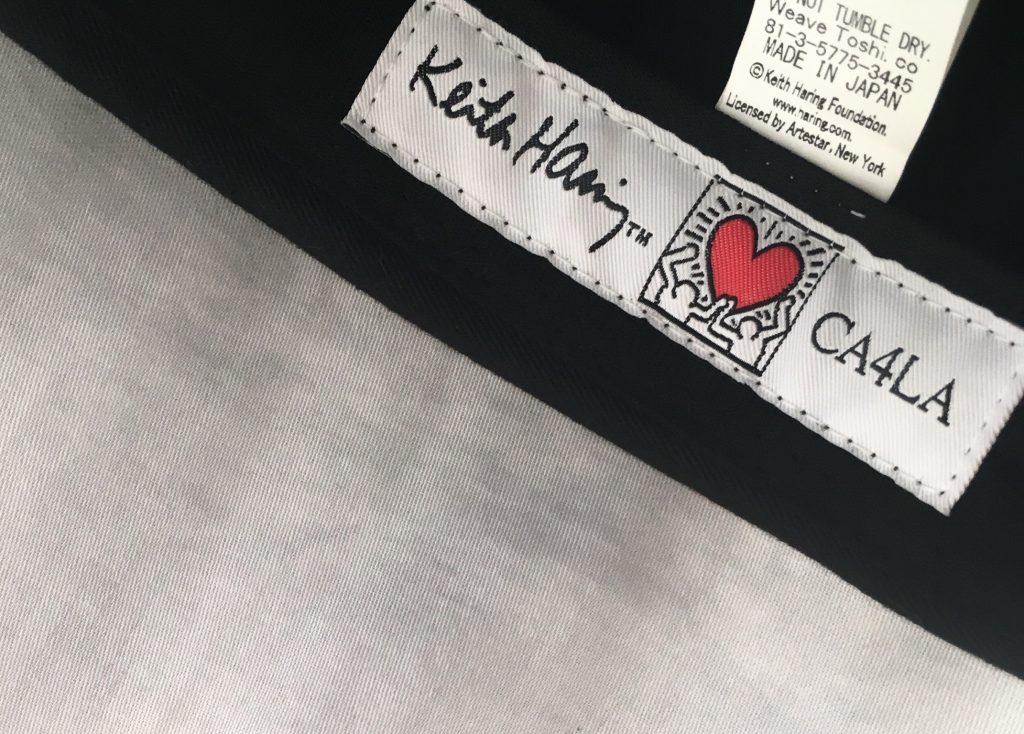 NOT TUMBLE DRY.
Weave Toshi. co
81-3-5775-3445
MADE IN JAPAN
©Keith Haring Foundation.
www.haring.com.
Licensed by Artestar, New York
Keith Haring™
CA4LA